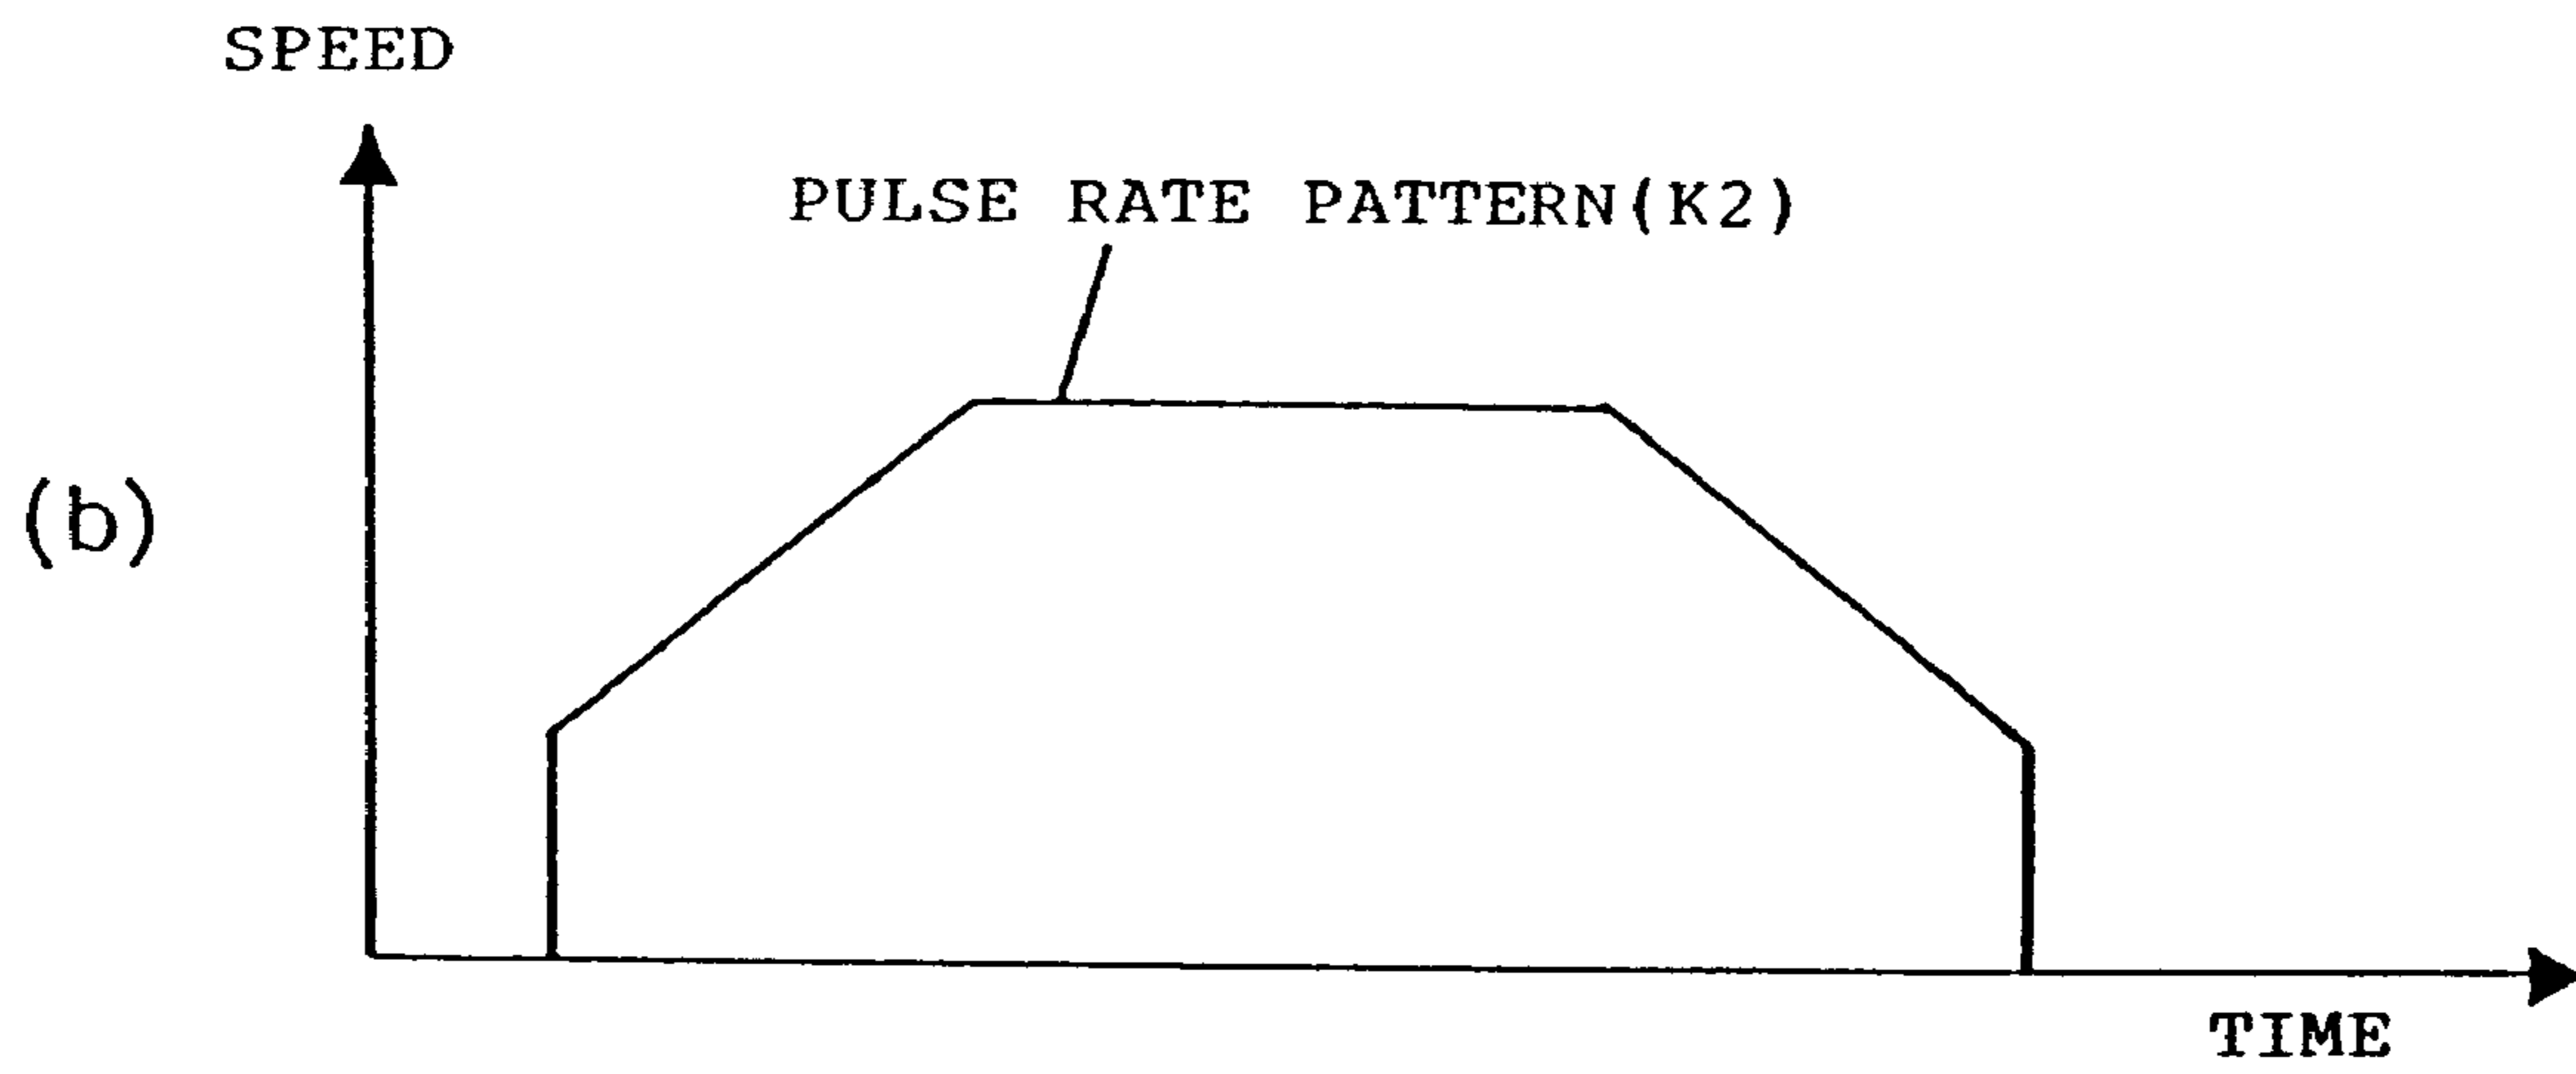 SPEED
PULSE RATE PATTERN(K2)
(b)
TIME